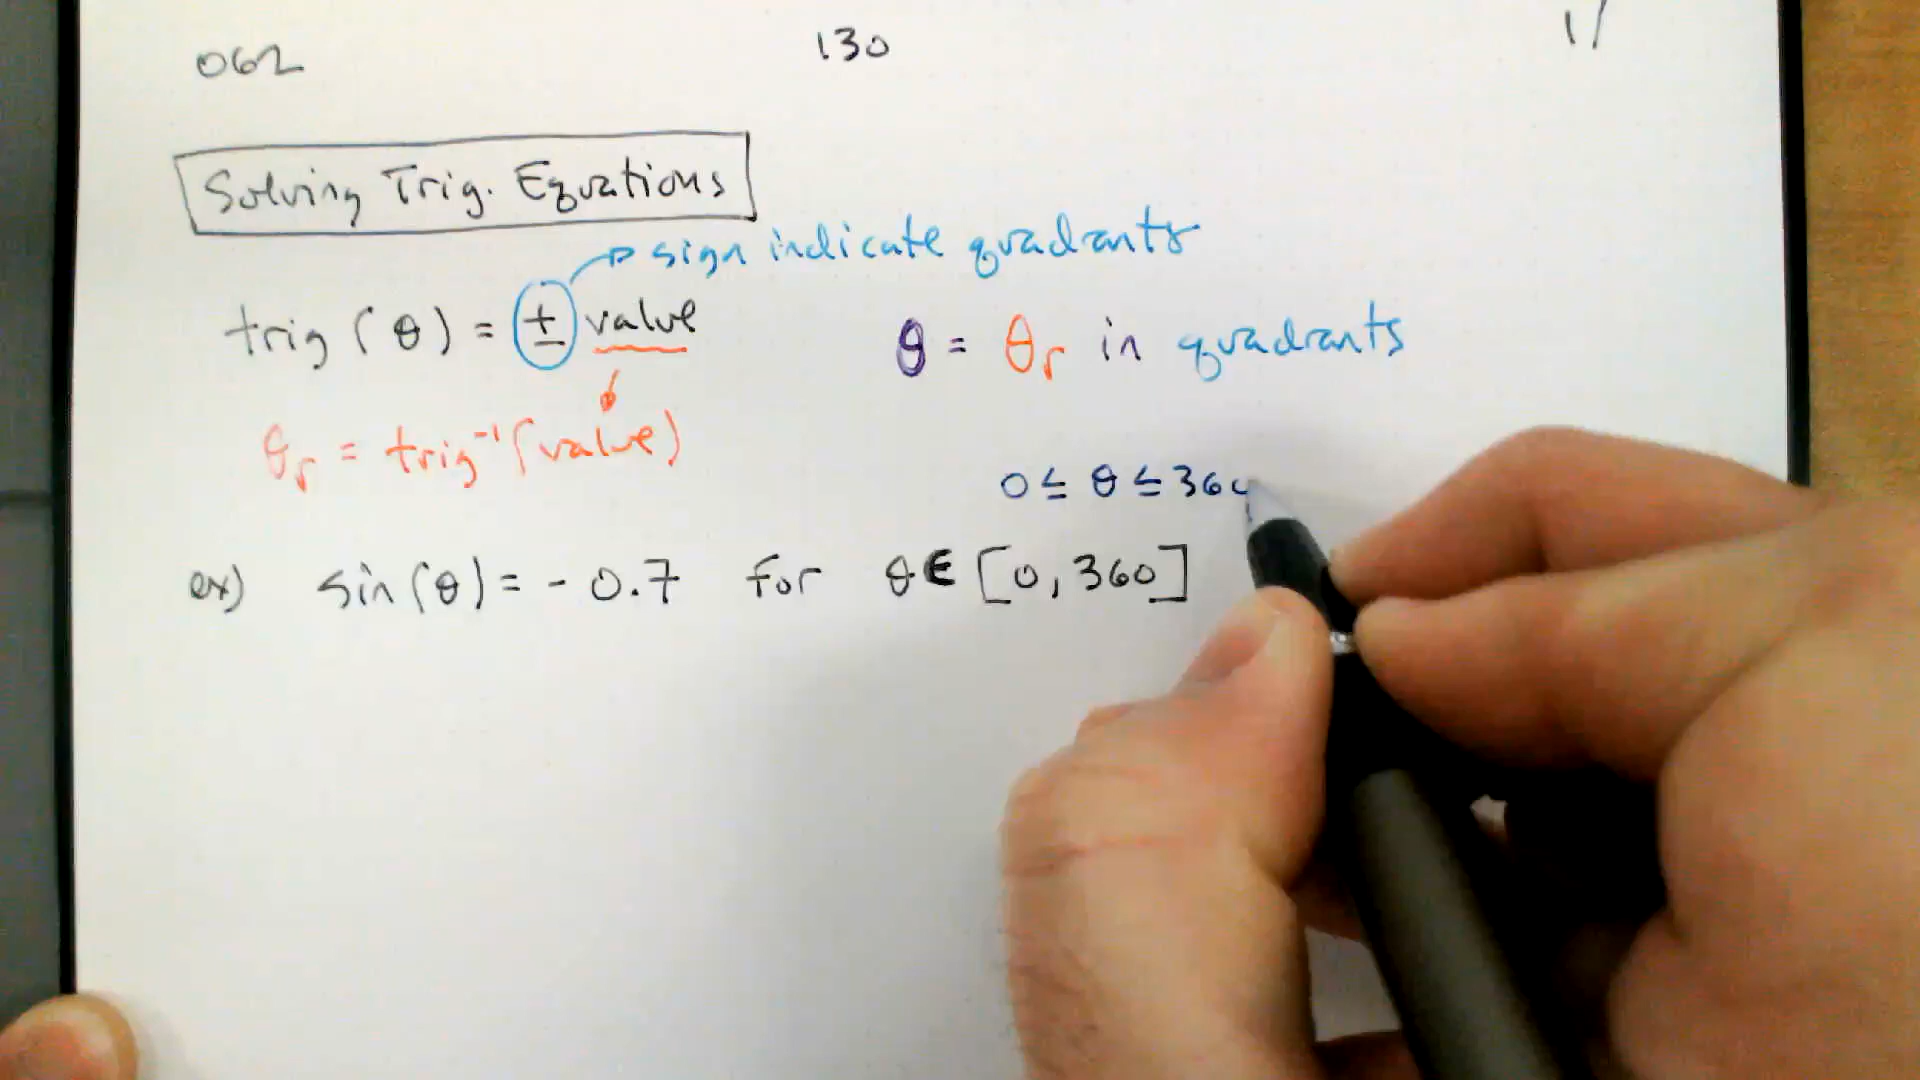 062 130 1/
Solving Trig. Equations
sign indicate quadrants
trig (θ) = ± value
θ = θr in quadrants
θr = trig⁻¹(value)
0 ≤ θ ≤ 360
ex) sin(θ) = - 0.7 for θ ∈ [0, 360]